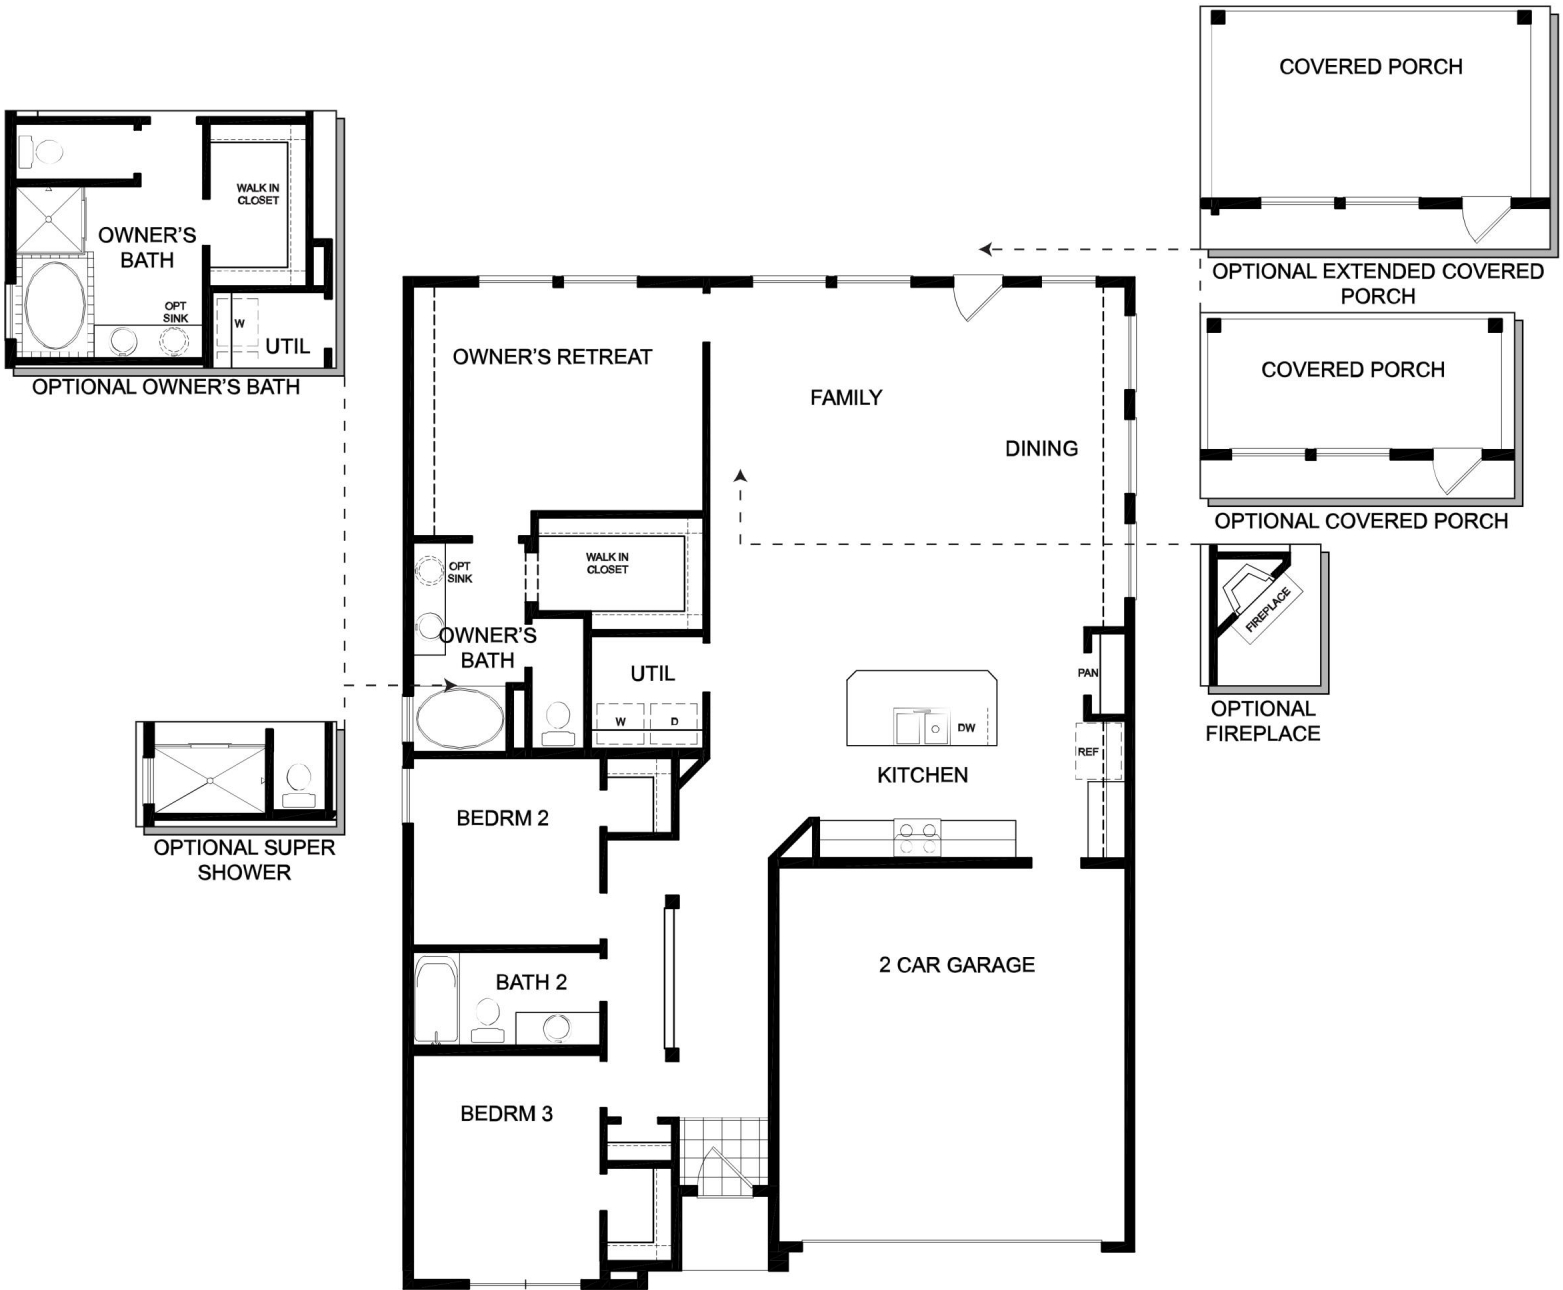 COVERED PORCH
OPTIONAL EXTENDED COVERED
PORCH
COVERED PORCH
OPTIONAL COVERED PORCH
FIREPLACE
OPTIONAL
FIREPLACE
WALK IN
CLOSET
OWNER'S
BATH
OPT
SINK
W
UTIL
OPTIONAL OWNER'S BATH
OPTIONAL SUPER
SHOWER
OWNER'S RETREAT
FAMILY
DINING
WALK IN
CLOSET
OPT
SINK
OWNER'S
BATH
UTIL
W
D
PAN
DW
REF
KITCHEN
BEDRM 2
2 CAR GARAGE
BATH 2
BEDRM 3